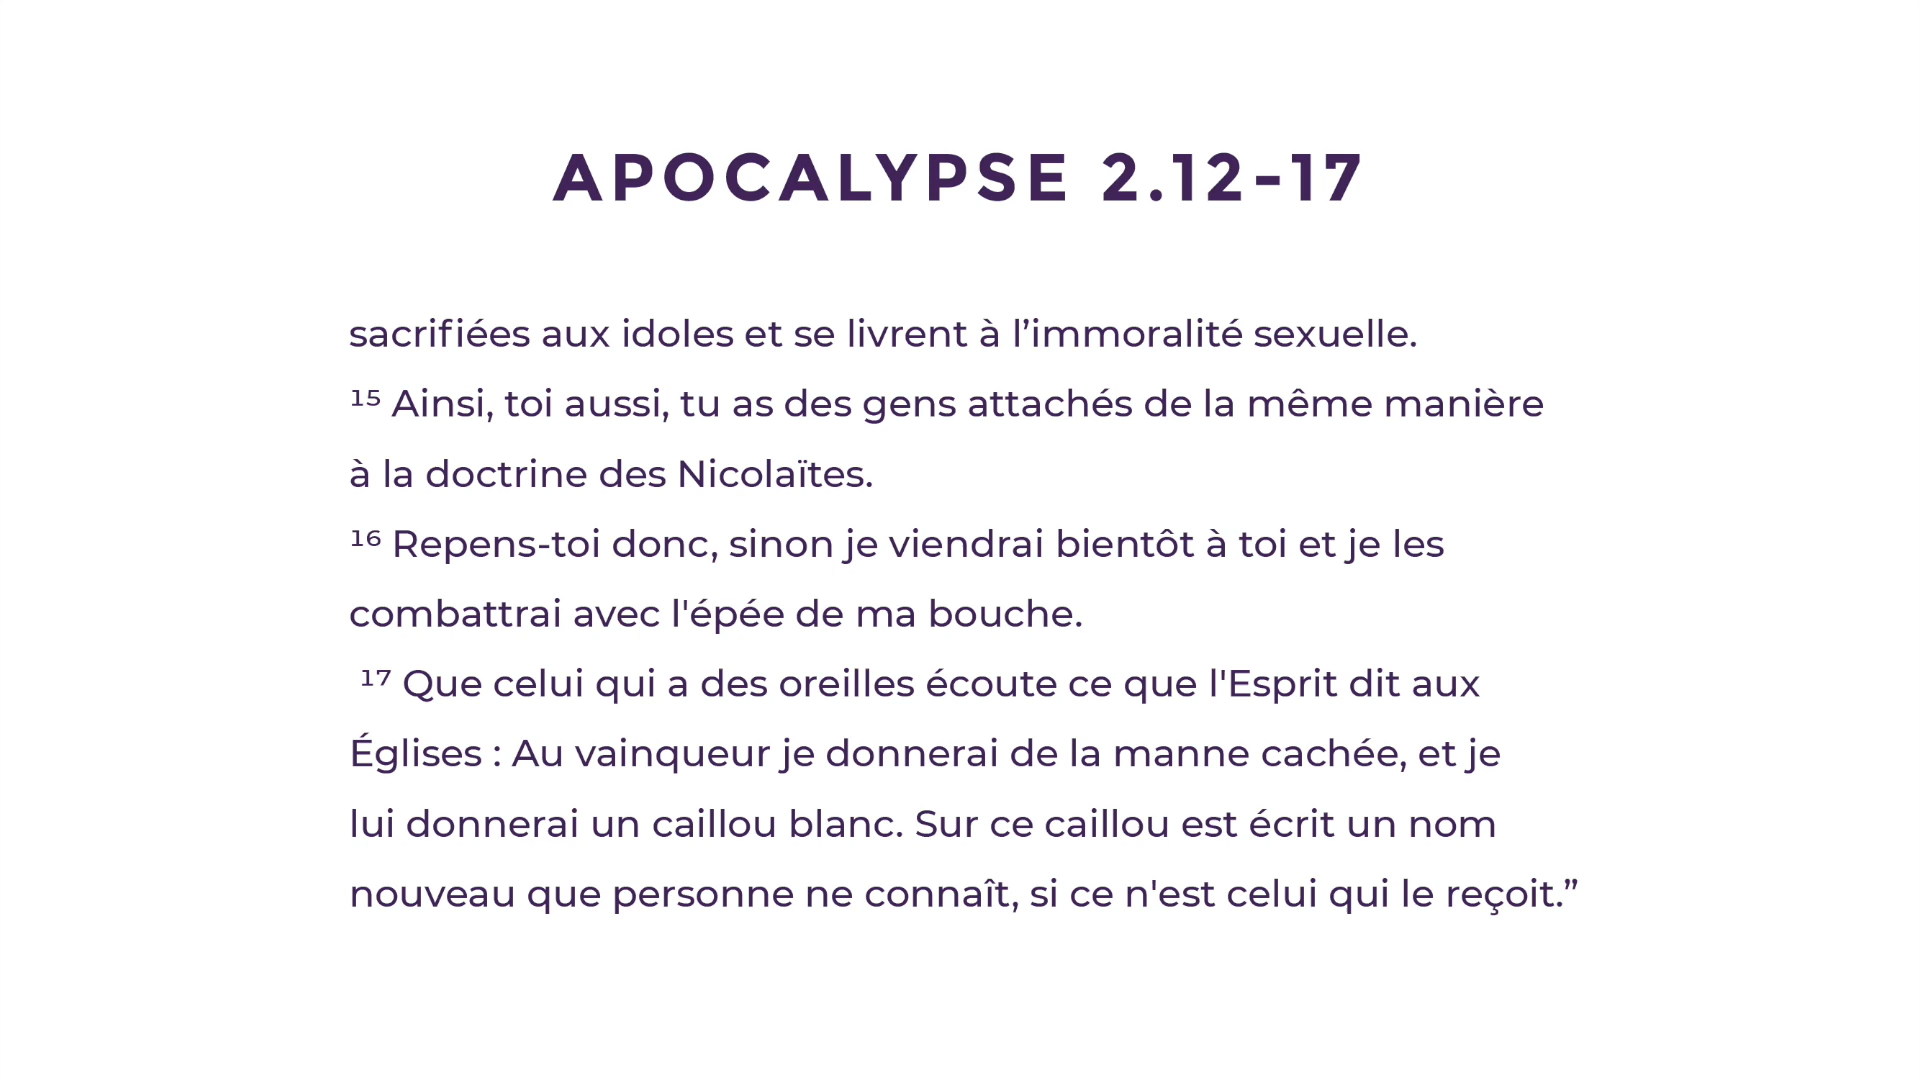 APOCALYPSE 2.12-17
sacrifiées aux idoles et se livrent à l’immoralité sexuelle.
¹⁵ Ainsi, toi aussi, tu as des gens attachés de la même manière
à la doctrine des Nicolaïtes.
¹⁶ Repens-toi donc, sinon je viendrai bientôt à toi et je les
combattrai avec l'épée de ma bouche.
¹⁷ Que celui qui a des oreilles écoute ce que l'Esprit dit aux
Églises : Au vainqueur je donnerai de la manne cachée, et je
lui donnerai un caillou blanc. Sur ce caillou est écrit un nom
nouveau que personne ne connaît, si ce n'est celui qui le reçoit.”